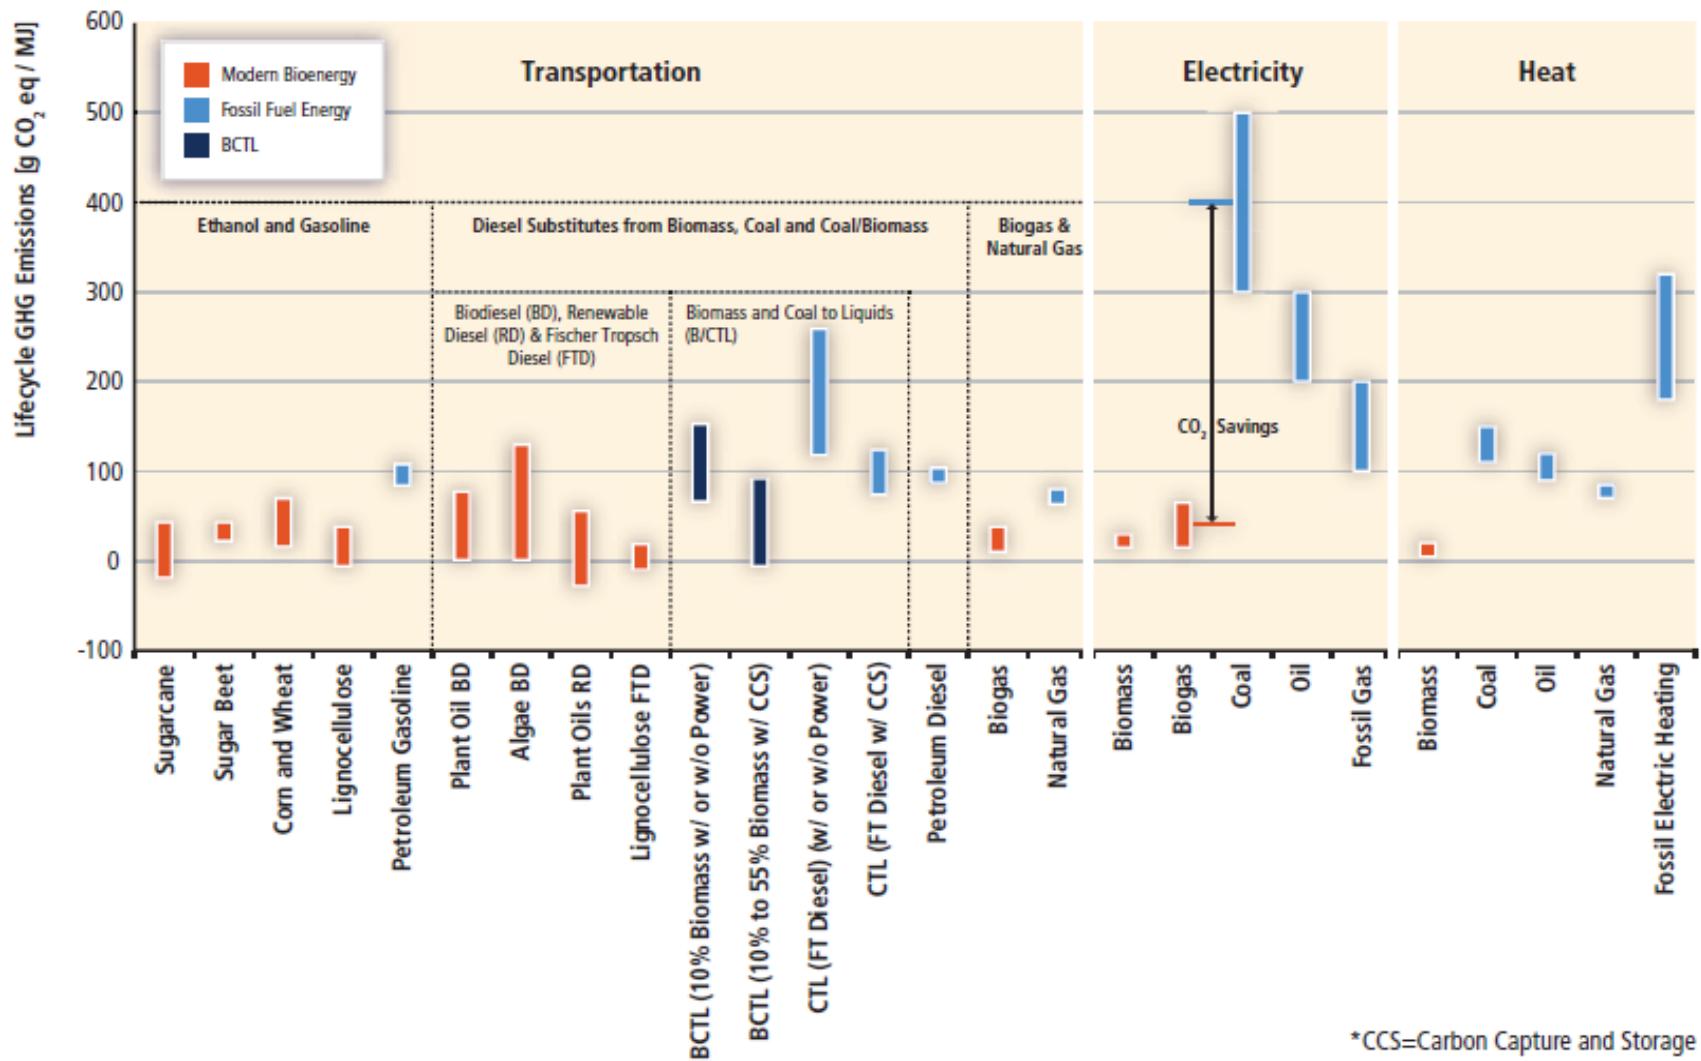 Lifecycle GHG Emissions [g CO2 eq / MJ]
600
500
400
300
200
100
0
-100
Modern Bioenergy
Fossil Fuel Energy
BCTL
Transportation
Electricity
Heat
Ethanol and Gasoline
Diesel Substitutes from Biomass, Coal and Coal/Biomass
Biogas &
Natural Gas
Biodiesel (BD), Renewable
Diesel (RD) & Fischer Tropsch
Diesel (FTD)
Biomass and Coal to Liquids
(B/CTL)
CO2 Savings
Sugarcane
Sugar Beet
Corn and Wheat
Lignocellulose
Petroleum Gasoline
Plant Oil BD
Algae BD
Plant Oils RD
Lignocellulose FTD
BCTL (10% Biomass w/ or w/o Power)
BCTL (10% to 55% Biomass w/ CCS)
CTL (FT Diesel) (w/ or w/o Power)
CTL (FT Diesel w/ CCS)
Petroleum Diesel
Biogas
Natural Gas
Biomass
Biogas
Coal
Oil
Fossil Gas
Biomass
Coal
Oil
Natural Gas
Fossil Electric Heating
*CCS=Carbon Capture and Storage